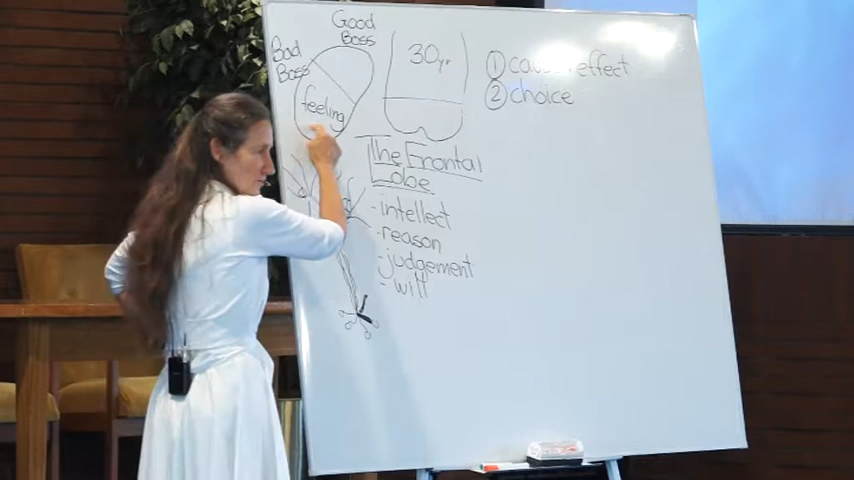 Good
Boss
Bad
Boss
feeling
30yr
① cause effect
② choice
The Frontal
Lobe
-intellect
-reason
-judgement
-will